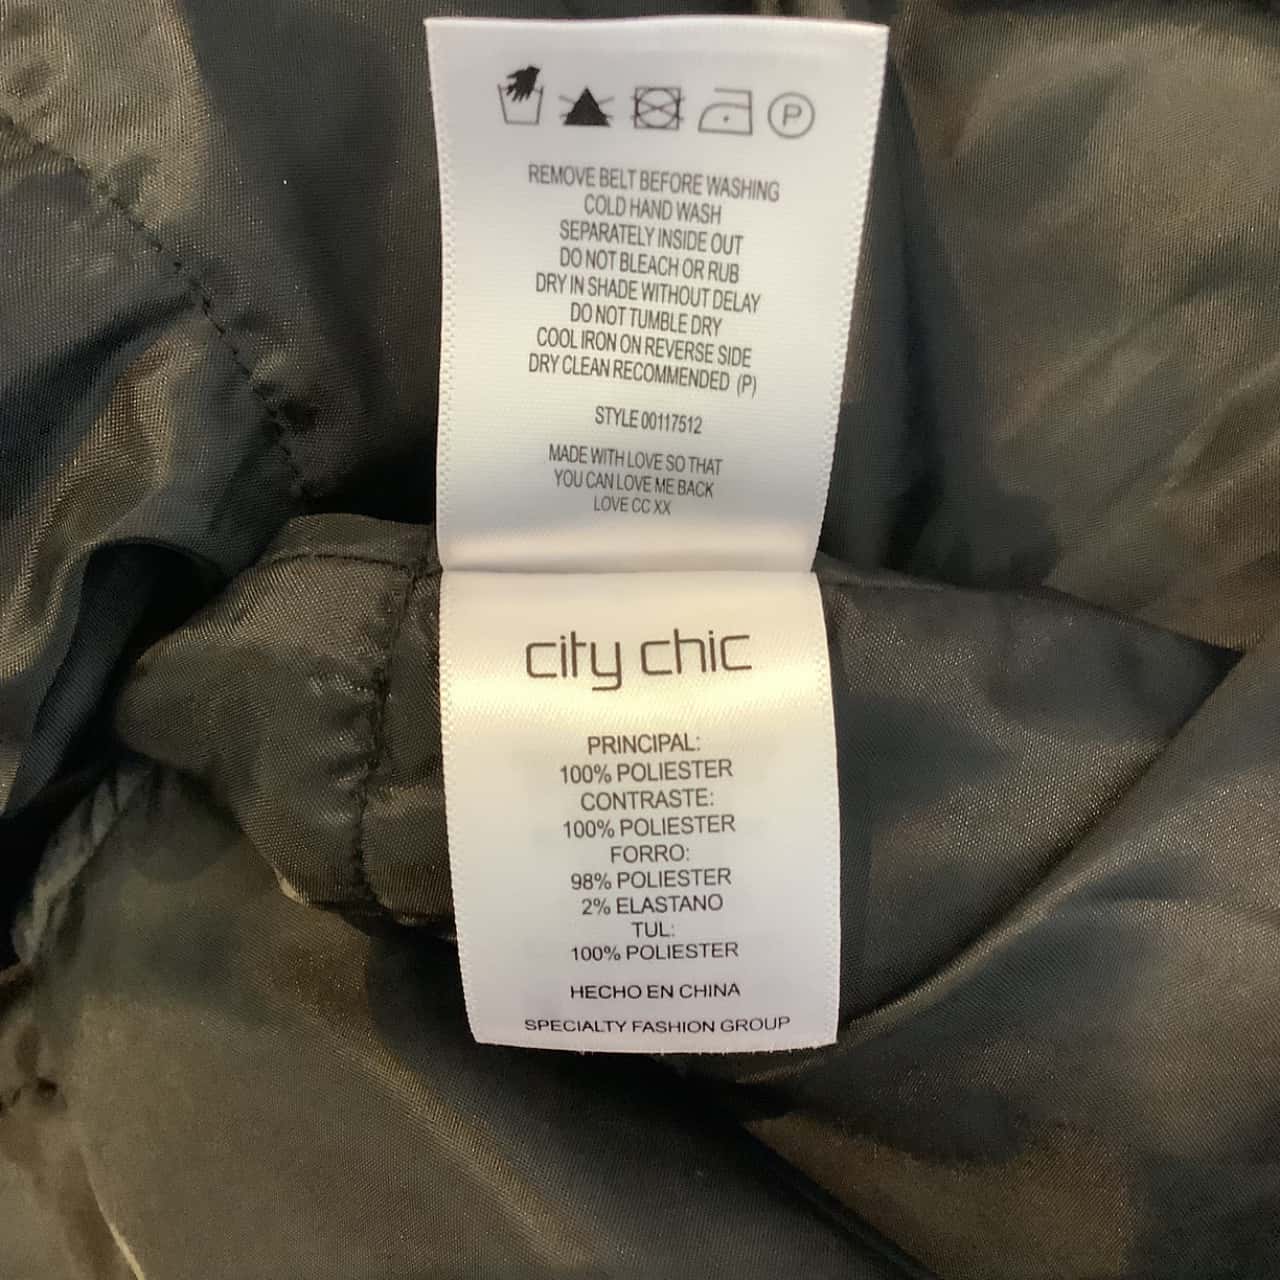 P
REMOVE BELT BEFORE WASHING
COLD HAND WASH
SEPARATELY INSIDE OUT
DO NOT BLEACH OR RUB
DRY IN SHADE WITHOUT DELAY
DO NOT TUMBLE DRY
COOL IRON ON REVERSE SIDE
DRY CLEAN RECOMMENDED (P)
STYLE 00117512
MADE WITH LOVE SO THAT
YOU CAN LOVE ME BACK
LOVE CC XX
city chic
PRINCIPAL:
100% POLIESTER
CONTRASTE:
100% POLIESTER
FORRO:
98% POLIESTER
2% ELASTANO
TUL:
100% POLIESTER
HECHO EN CHINA
SPECIALTY FASHION GROUP